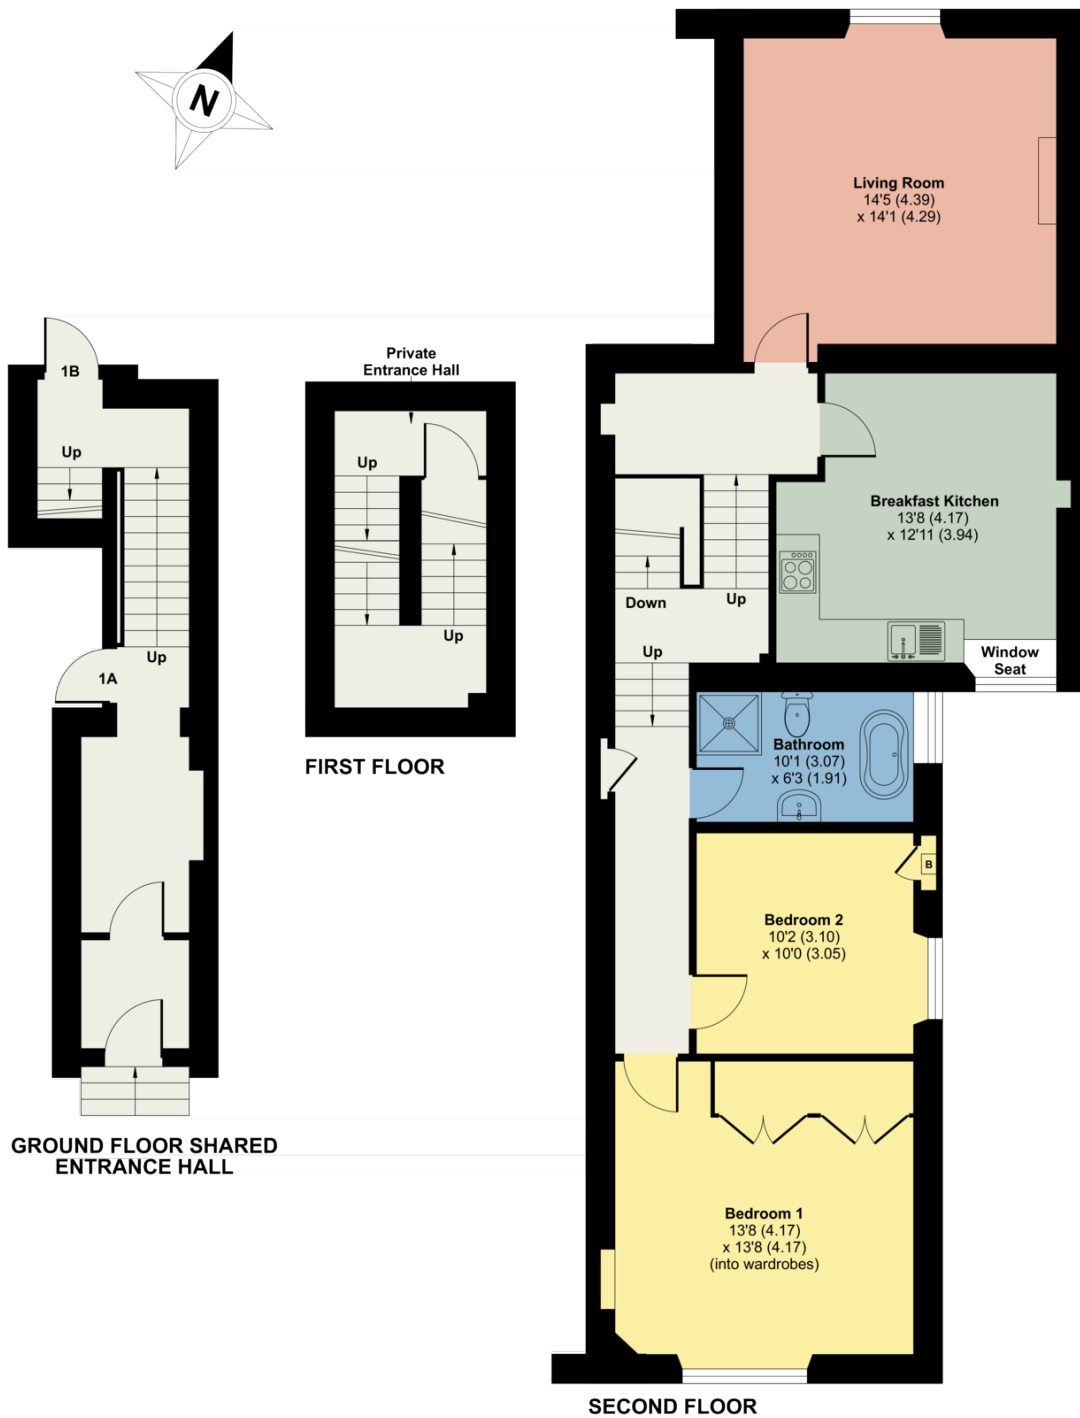 N
Living Room
14'5 (4.39)
x 14'1 (4.29)
Private
Entrance Hall
1B
Up
Up
1A
GROUND FLOOR SHARED
ENTRANCE HALL
Up
Up
FIRST FLOOR
Breakfast Kitchen
13'8 (4.17)
x 12'11 (3.94)
Down
Up
Up
Window
Seat
Bathroom
10'1 (3.07)
x 6'3 (1.91)
B
Bedroom 2
10'2 (3.10)
x 10'0 (3.05)
Bedroom 1
13'8 (4.17)
x 13'8 (4.17)
(into wardrobes)
SECOND FLOOR